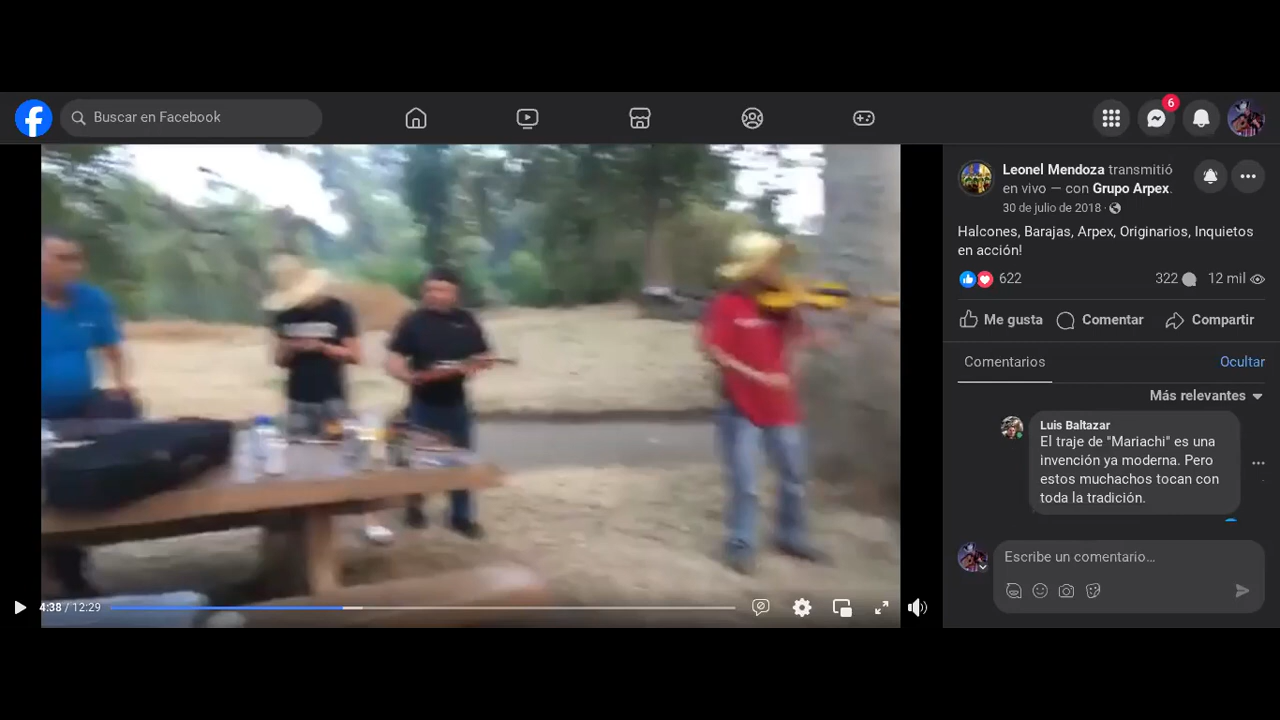 Buscar en Facebook
6
Leonel Mendoza transmitió
en vivo — con Grupo Arpex.
30 de julio de 2018 ·
Halcones, Barajas, Arpex, Originarios, Inquietos
en acción!
622
322
12 mil
Me gusta
Comentar
Compartir
Comentarios
Ocultar
Más relevantes
Luis Baltazar
El traje de "Mariachi" es una
invención ya moderna. Pero
estos muchachos tocan con
toda la tradición.
Escribe un comentario...
4:38 / 12:29